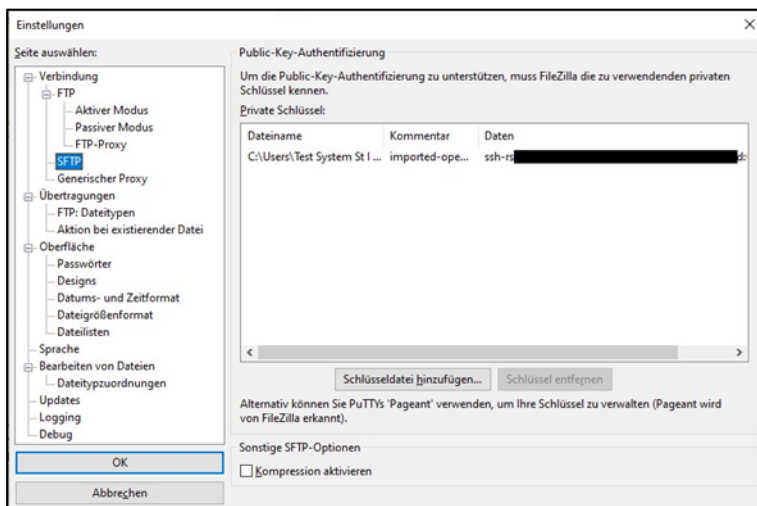 Einstellungen
Seite auswählen:
Verbindung
FTP
Aktiver Modus
Passiver Modus
FTP-Proxy
SFTP
Generischer Proxy
Übertragungen
FTP: Dateitypen
Aktion bei existierender Datei
Oberfläche
Passwörter
Designs
Datums- und Zeitformat
Dateigrößenformat
Dateilisten
Sprache
Bearbeiten von Dateien
Dateitypzuordnungen
Updates
Logging
Debug
OK
Abbrechen
Public-Key-Authentifizierung
Um die Public-Key-Authentifizierung zu unterstützen, muss FileZilla die zu verwendenden privaten
Schlüssel kennen.
Private Schlüssel:
Dateiname Kommentar Daten
C:\Users\Test System St I ... imported-ope... ssh-rs
Schlüsseldatei hinzufügen... Schlüssel entfernen
Alternativ können Sie PuTTYs 'Pageant' verwenden, um Ihre Schlüssel zu verwalten (Pageant wird
von FileZilla erkannt).
Sonstige SFTP-Optionen
Kompression aktivieren